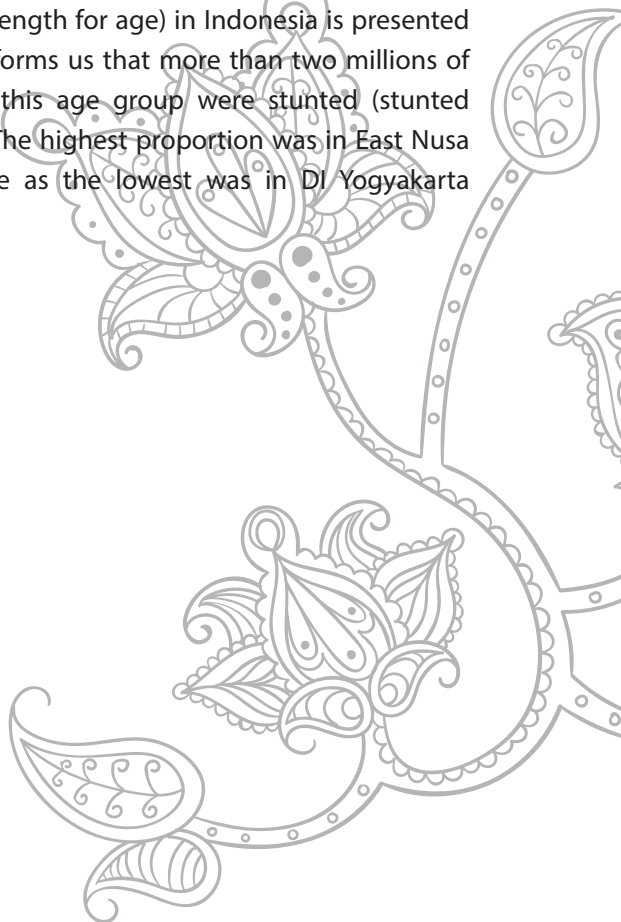 ength for age) in Indonesia is presented
orms us that more than two millions of
this age group were stunted (stunted
he highest proportion was in East Nusa
e as the lowest was in DI Yogyakarta